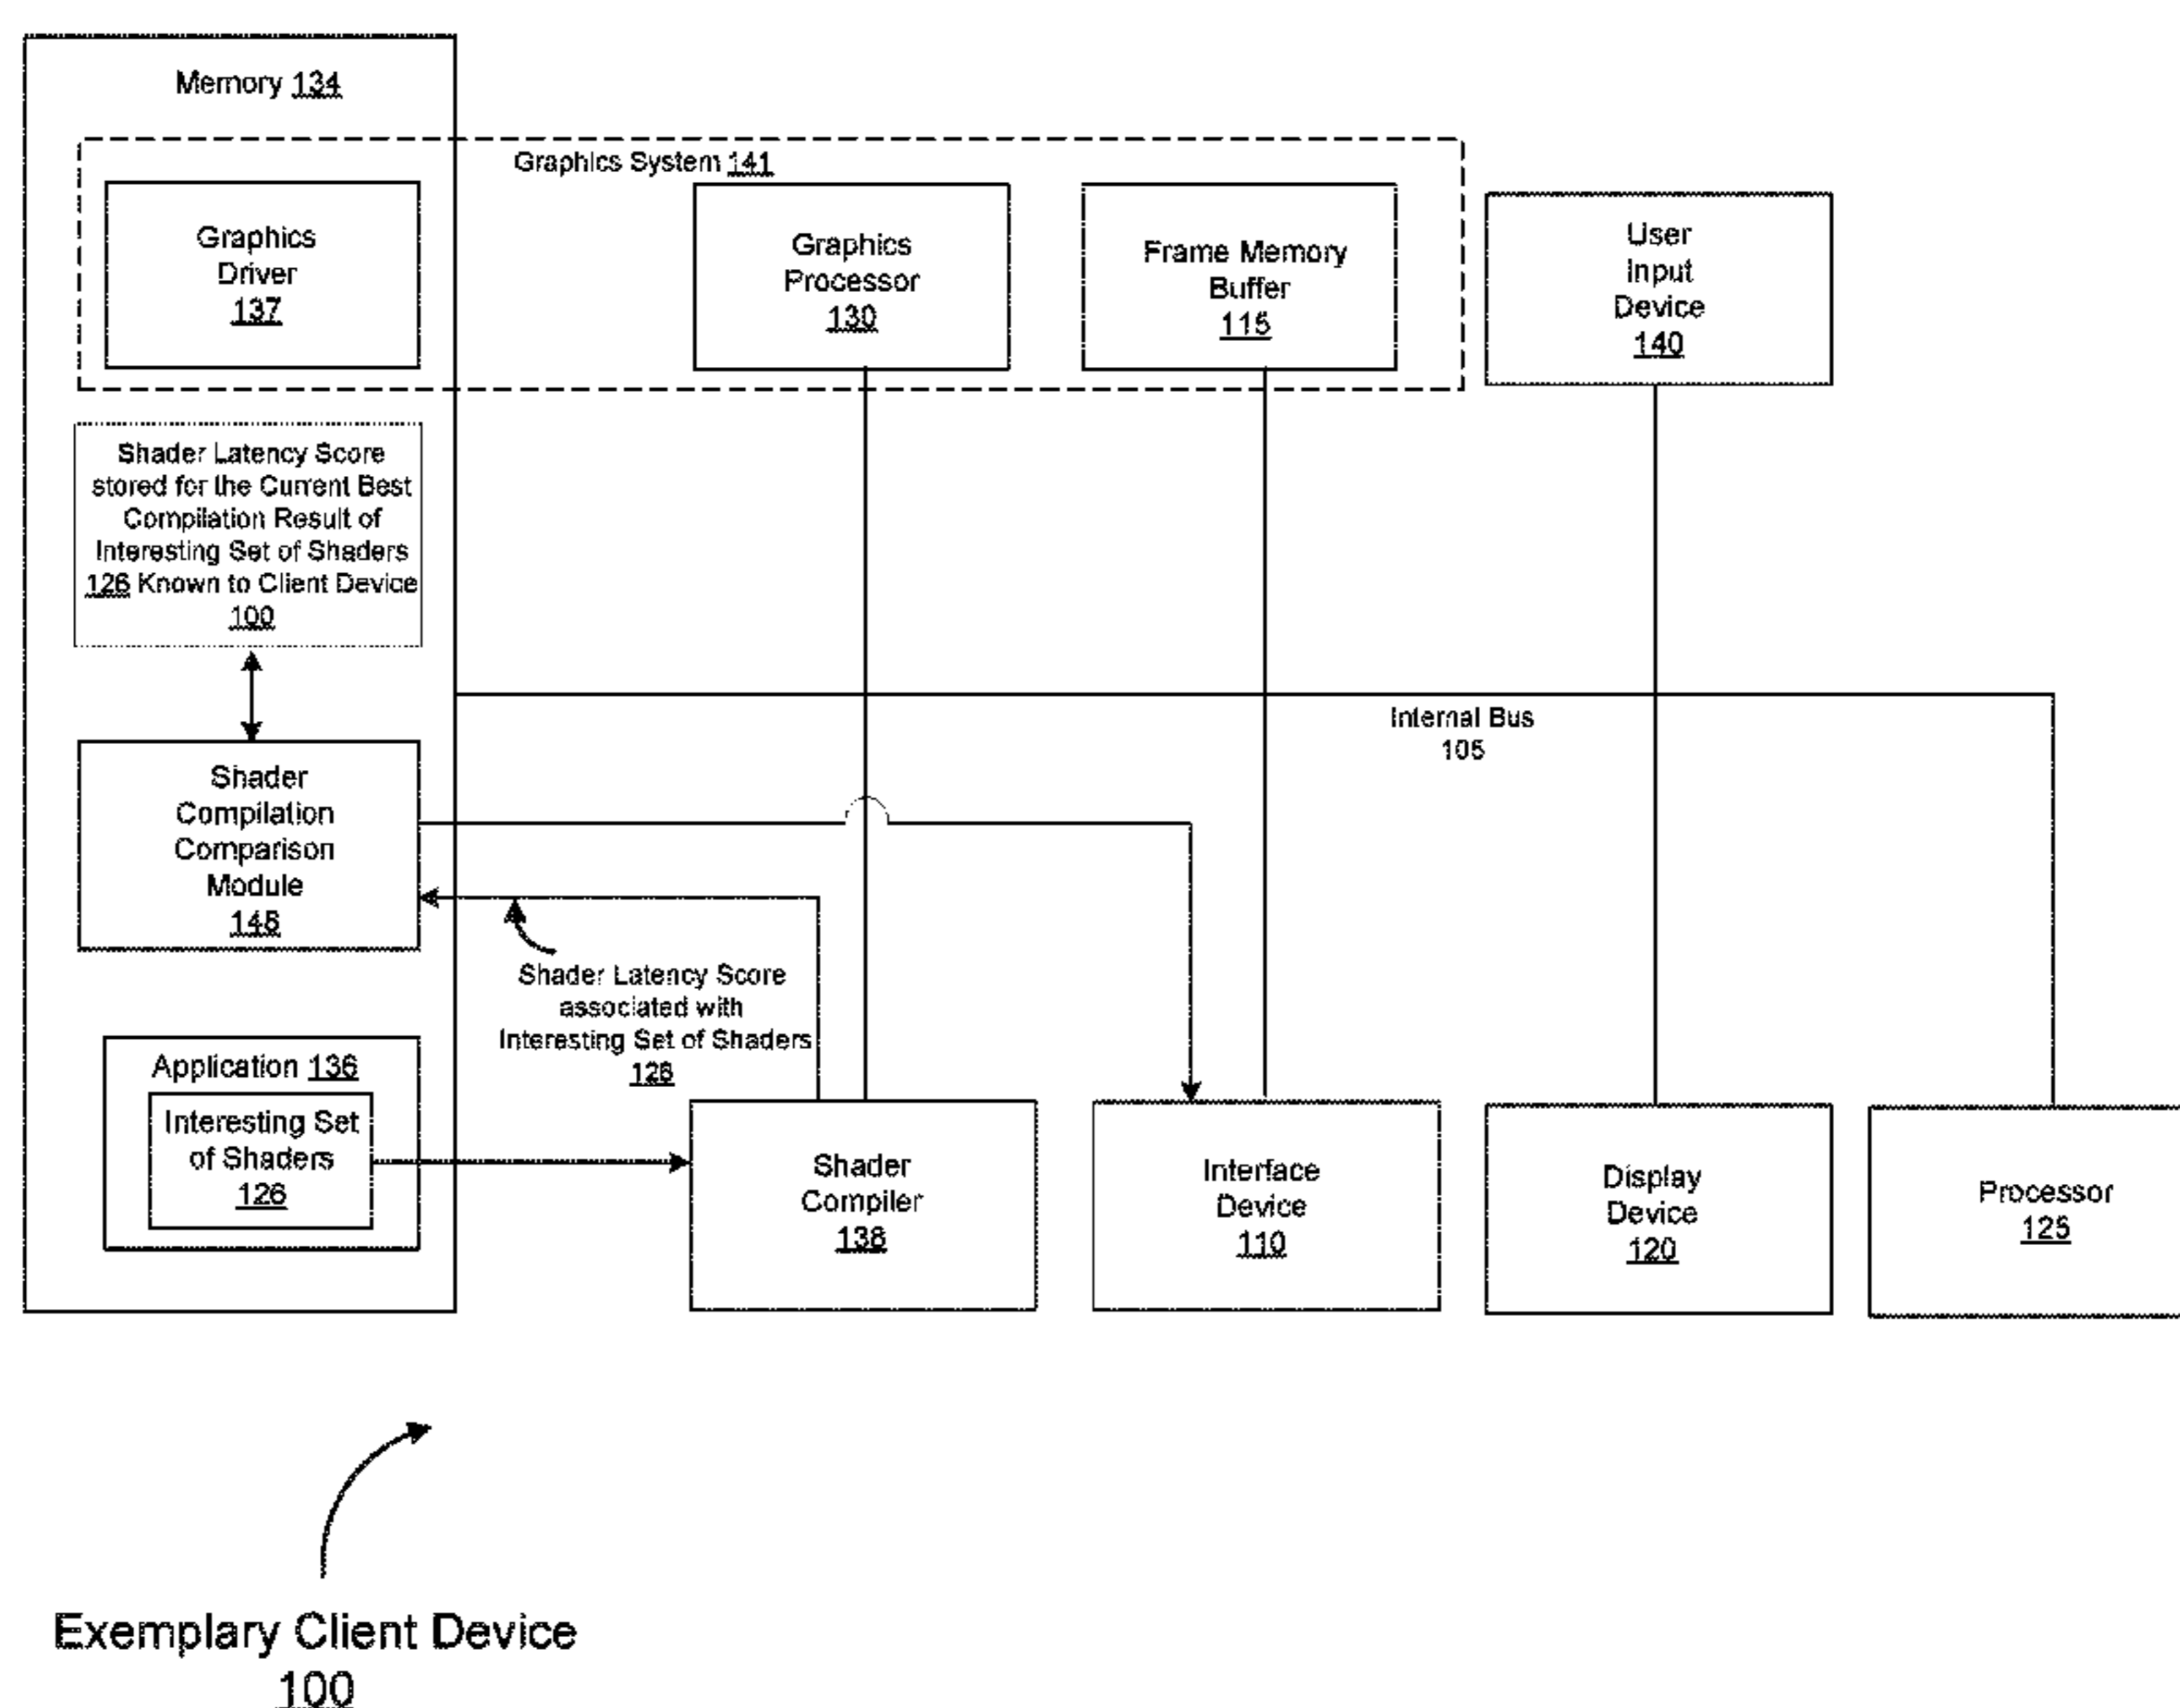 Memory 134
Graphics System 141
Graphics
Driver
137
Graphics
Processor
130
Frame Memory
Buffer
115
User
Input
Device
140
Shader Latency Score
stored for the Current Best
Compilation Result of
Interesting Set of Shaders
126 Known to Client Device
100
Internal Bus
105
Shader
Compilation
Comparison
Module
148
Shader Latency Score
associated with
Interesting Set of Shaders
126
Application 136
Interesting Set
of Shaders
126
Shader
Compiler
138
Interface
Device
110
Display
Device
120
Processor
125
Exemplary Client Device
100